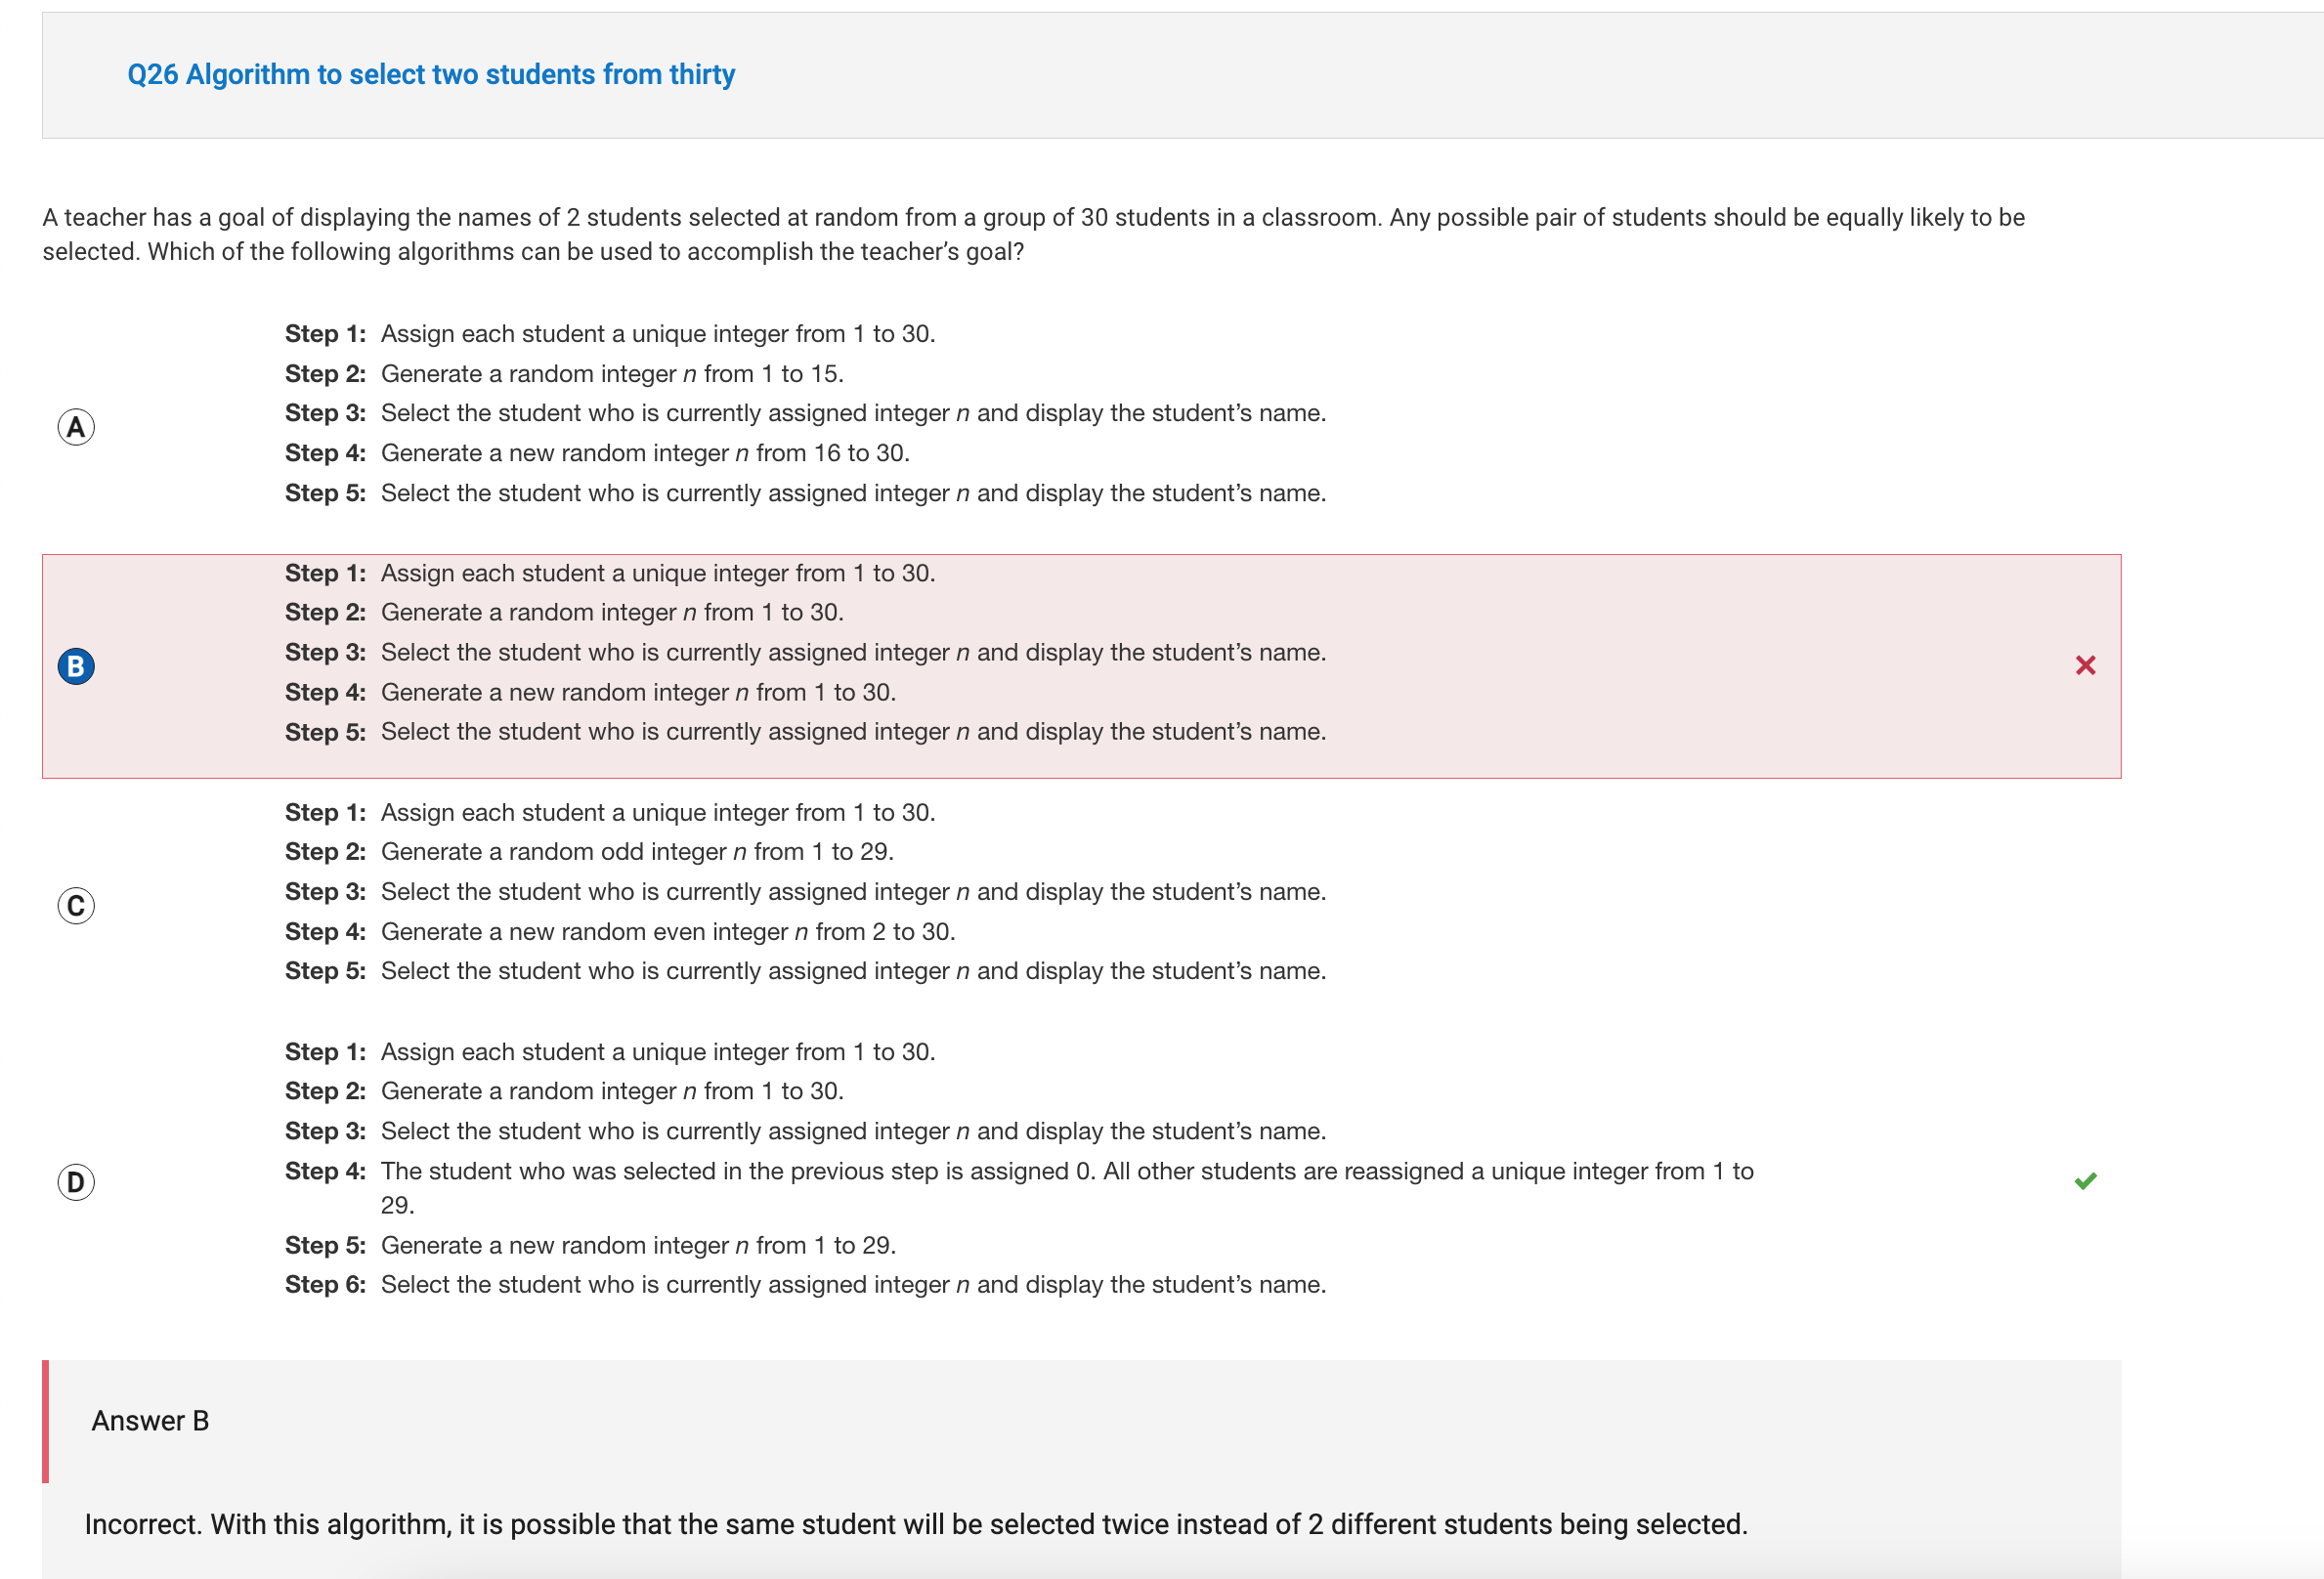 Q26 Algorithm to select two students from thirty
A teacher has a goal of displaying the names of 2 students selected at random from a group of 30 students in a classroom. Any possible pair of students should be equally likely to be
selected. Which of the following algorithms can be used to accomplish the teacher’s goal?
A
Step 1: Assign each student a unique integer from 1 to 30.
Step 2: Generate a random integer n from 1 to 15.
Step 3: Select the student who is currently assigned integer n and display the student’s name.
Step 4: Generate a new random integer n from 16 to 30.
Step 5: Select the student who is currently assigned integer n and display the student’s name.
B
Step 1: Assign each student a unique integer from 1 to 30.
Step 2: Generate a random integer n from 1 to 30.
Step 3: Select the student who is currently assigned integer n and display the student’s name.
Step 4: Generate a new random integer n from 1 to 30.
Step 5: Select the student who is currently assigned integer n and display the student’s name.
C
Step 1: Assign each student a unique integer from 1 to 30.
Step 2: Generate a random odd integer n from 1 to 29.
Step 3: Select the student who is currently assigned integer n and display the student’s name.
Step 4: Generate a new random even integer n from 2 to 30.
Step 5: Select the student who is currently assigned integer n and display the student’s name.
D
Step 1: Assign each student a unique integer from 1 to 30.
Step 2: Generate a random integer n from 1 to 30.
Step 3: Select the student who is currently assigned integer n and display the student’s name.
Step 4: The student who was selected in the previous step is assigned 0. All other students are reassigned a unique integer from 1 to
29.
Step 5: Generate a new random integer n from 1 to 29.
Step 6: Select the student who is currently assigned integer n and display the student’s name.
Answer B
Incorrect. With this algorithm, it is possible that the same student will be selected twice instead of 2 different students being selected.